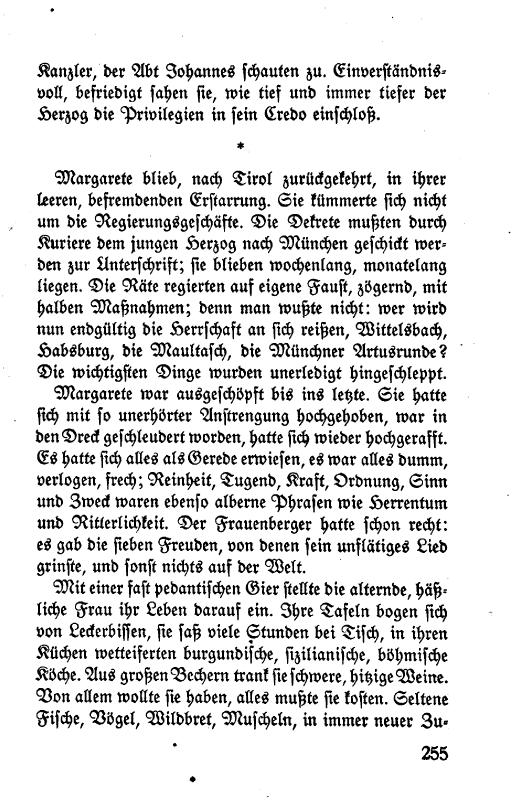 Kanzler, der Abt Johannes schauten zu. Einverständnis-
voll, befriedigt sahen sie, wie tief und immer tiefer der
Herzog die Privilegien in sein Credo einschloß.
*
Margarete blieb, nach Tirol zurückgekehrt, in ihrer
leeren, befremdenden Erstarrung. Sie kümmerte sich nicht
um die Regierungsgeschäfte. Die Dekrete mußten durch
Kuriere dem jungen Herzog nach München geschickt wer-
den zur Unterschrift; sie blieben wochenlang, monatelang
liegen. Die Räte regierten auf eigene Faust, zögernd, mit
halben Maßnahmen; denn man wußte nicht: wer wird
nun endgültig die Herrschaft an sich reißen, Wittelsbach,
Habsburg, die Maultasch, die Münchner Artusrunde?
Die wichtigsten Dinge wurden unerledigt hingeschleppt.
Margarete war ausgeschöpft bis ins letzte. Sie hatte
sich mit so unerhörter Anstrengung hochgehoben, war in
den Dreck geschleudert worden, hatte sich wieder hochgerafft.
Es hatte sich alles als Gerede erwiesen, es war alles dumm,
verlogen, frech; Reinheit, Tugend, Kraft, Ordnung, Sinn
und Zweck waren ebenso alberne Phrasen wie Herrentum
und Ritterlichkeit. Der Frauenberger hatte schon recht:
es gab die sieben Freuden, von denen sein unflätiges Lied
grinste, und sonst nichts auf der Welt.
Mit einer fast pedantischen Gier stellte die alternde, häß-
liche Frau ihr Leben darauf ein. Ihre Tafeln bogen sich
von Leckerbissen, sie saß viele Stunden bei Tisch, in ihren
Küchen wetteiferten burgundische, sizilianische, böhmische
Köche. Aus großen Bechern trank sie schwere, hitzige Weine.
Von allem wollte sie haben, alles mußte sie kosten. Seltene
Fische, Vögel, Wildbret, Muscheln, in immer neuer Zu-
255